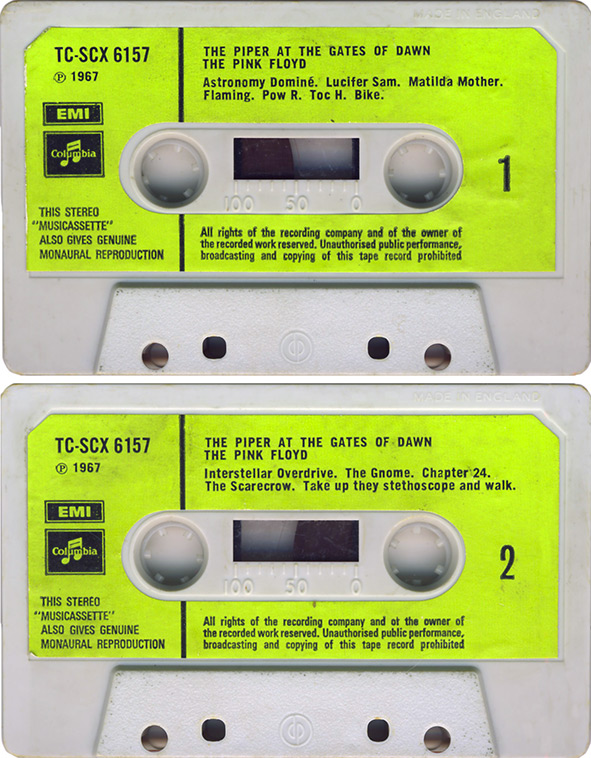 MADE IN ENGLAND
TC-SCX 6157
℗ 1967
EMI
Columbia
THIS STEREO
"MUSICASSETTE"
ALSO GIVES GENUINE
MONAURAL REPRODUCTION
THE PIPER AT THE GATES OF DAWN
THE PINK FLOYD
Astronomy Dominé. Lucifer Sam. Matilda Mother.
Flaming. Pow R. Toc H. Bike.
1
100 50 0
All rights of the recording company and of the owner of
the recorded work reserved. Unauthorised public performance,
broadcasting and copying of this tape record prohibited
MADE IN ENGLAND
TC-SCX 6157
℗ 1967
EMI
Columbia
THIS STEREO
"MUSICASSETTE"
ALSO GIVES GENUINE
MONAURAL REPRODUCTION
THE PIPER AT THE GATES OF DAWN
THE PINK FLOYD
Interstellar Overdrive. The Gnome. Chapter 24.
The Scarecrow. Take up they stethoscope and walk.
2
100 50 0
All rights of the recording company and of the owner of
the recorded work reserved. Unauthorised public performance,
broadcasting and copying of this tape record prohibited